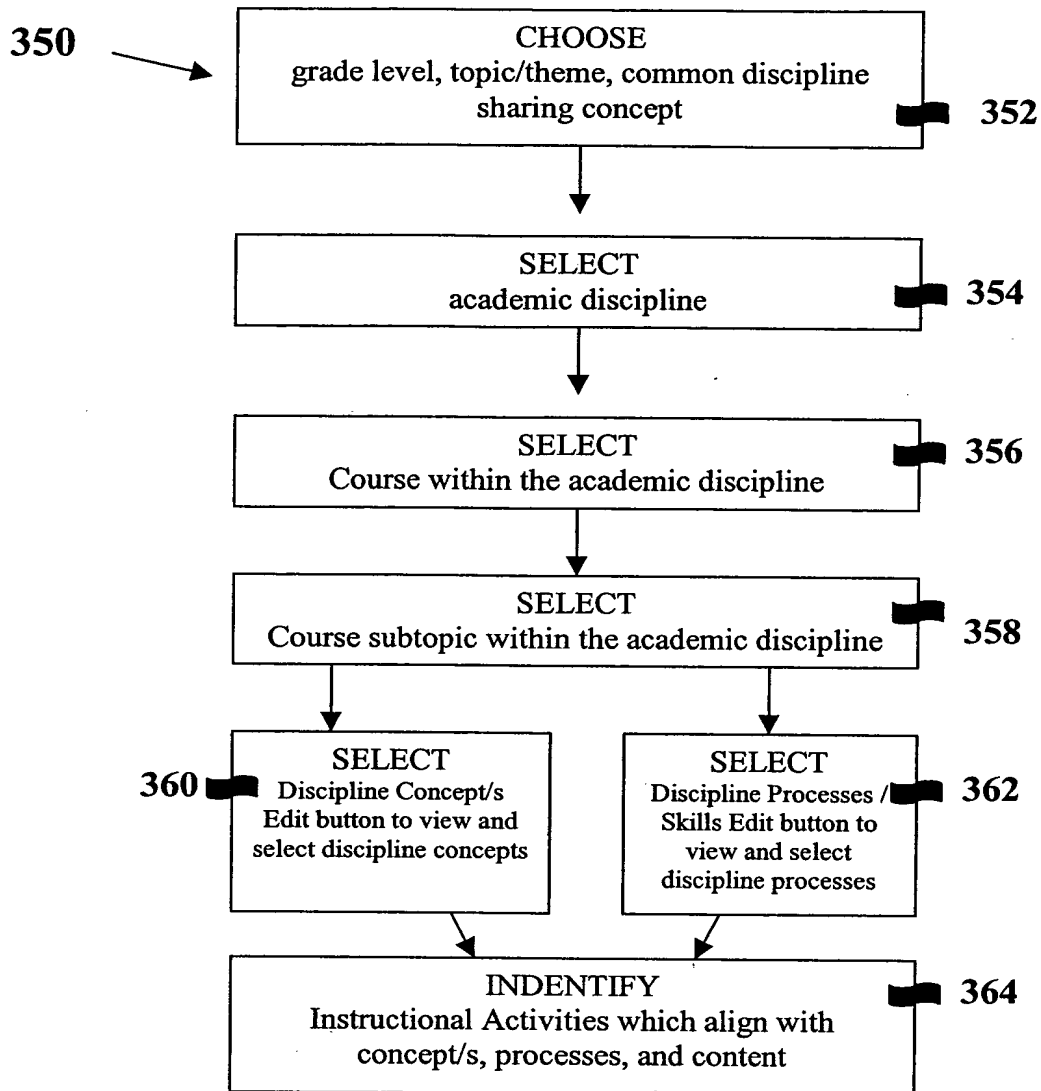 350
CHOOSE
grade level, topic/theme, common discipline
sharing concept
352
SELECT
academic discipline
354
SELECT
Course within the academic discipline
356
SELECT
Course subtopic within the academic discipline
358
360
SELECT
Discipline Concept/s
Edit button to view and
select discipline concepts
SELECT
Discipline Processes /
Skills Edit button to
view and select
discipline processes
362
INDENTIFY
Instructional Activities which align with
concept/s, processes, and content
364